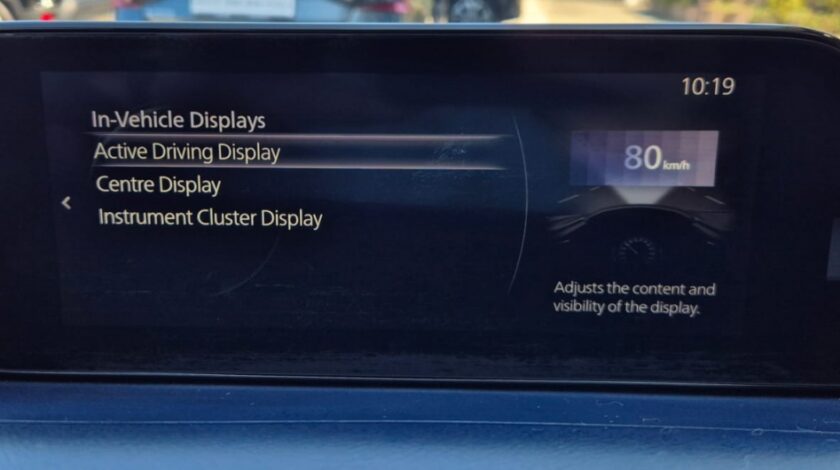 10:19
In-Vehicle Displays
Active Driving Display
Centre Display
Instrument Cluster Display
80 km/h
Adjusts the content and
visibility of the display.